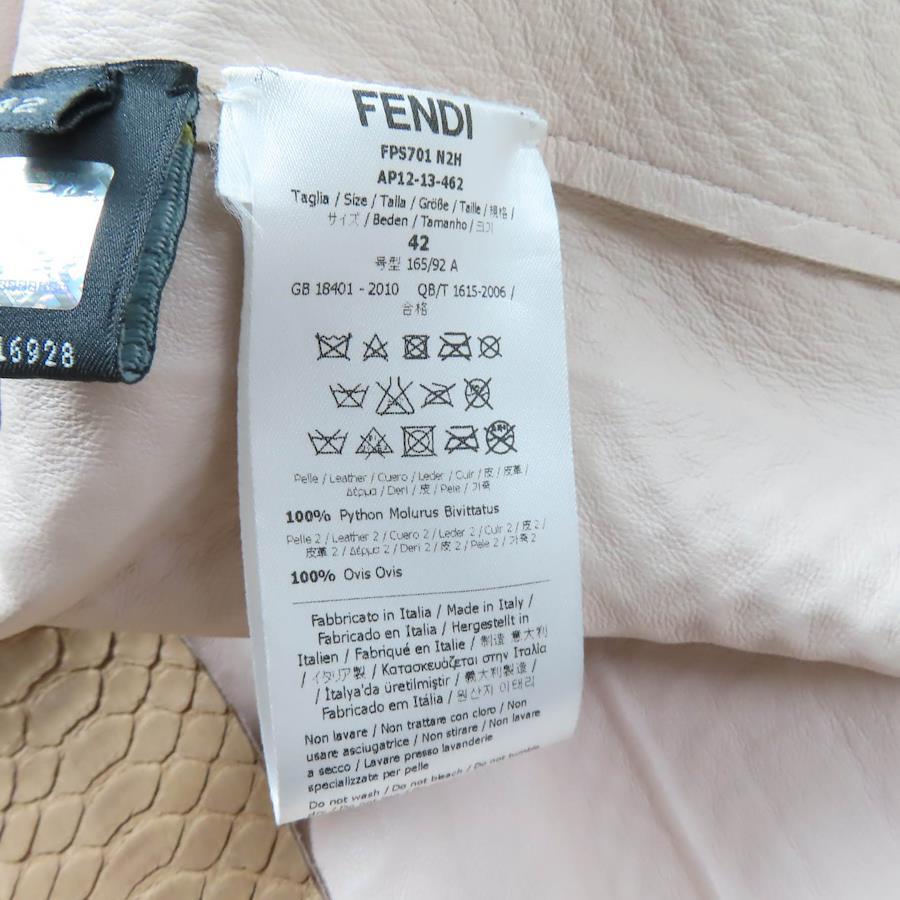 42
16928
FENDI
FPS701 N2H
AP12-13-462
Taglia / Size / Talla / Größe / Taille / 規格 /
サイズ / Beden / Tamanho / 크기
42
号型 165/92 A
GB 18401 - 2010 QB/T 1615-2006 /
合格
Pelle / Leather / Cuero / Leder / Cuir / 皮 / 皮革 /
Δέρμα / Deri / 皮 / Pele / 가죽
100% Python Molurus Bivittatus
Pelle 2 / Leather 2 / Cuero 2 / Leder 2 / Cuir 2 / 皮 2 /
皮革 2 / Δέρμα 2 / Deri 2 / 皮 2 / Pele 2 / 가죽 2
100% Ovis Ovis
Fabbricato in Italia / Made in Italy /
Fabricado en Italia / Hergestellt in
Italien / Fabriqué en Italie / 制造 意大利
/ イタリア製 / Κατασκευάζεται στην Ιταλία
/ İtalya'da üretilmiştir / 義大利製造 /
Fabricado em Itália / 원산지 이태리
Non lavare / Non trattare con cloro / Non
usare asciugatrice / Non stirare / Non lavare
a secco / Lavare presso lavanderie
specializzate per pelle
Do not wash / Do not bleach / Do not tumble